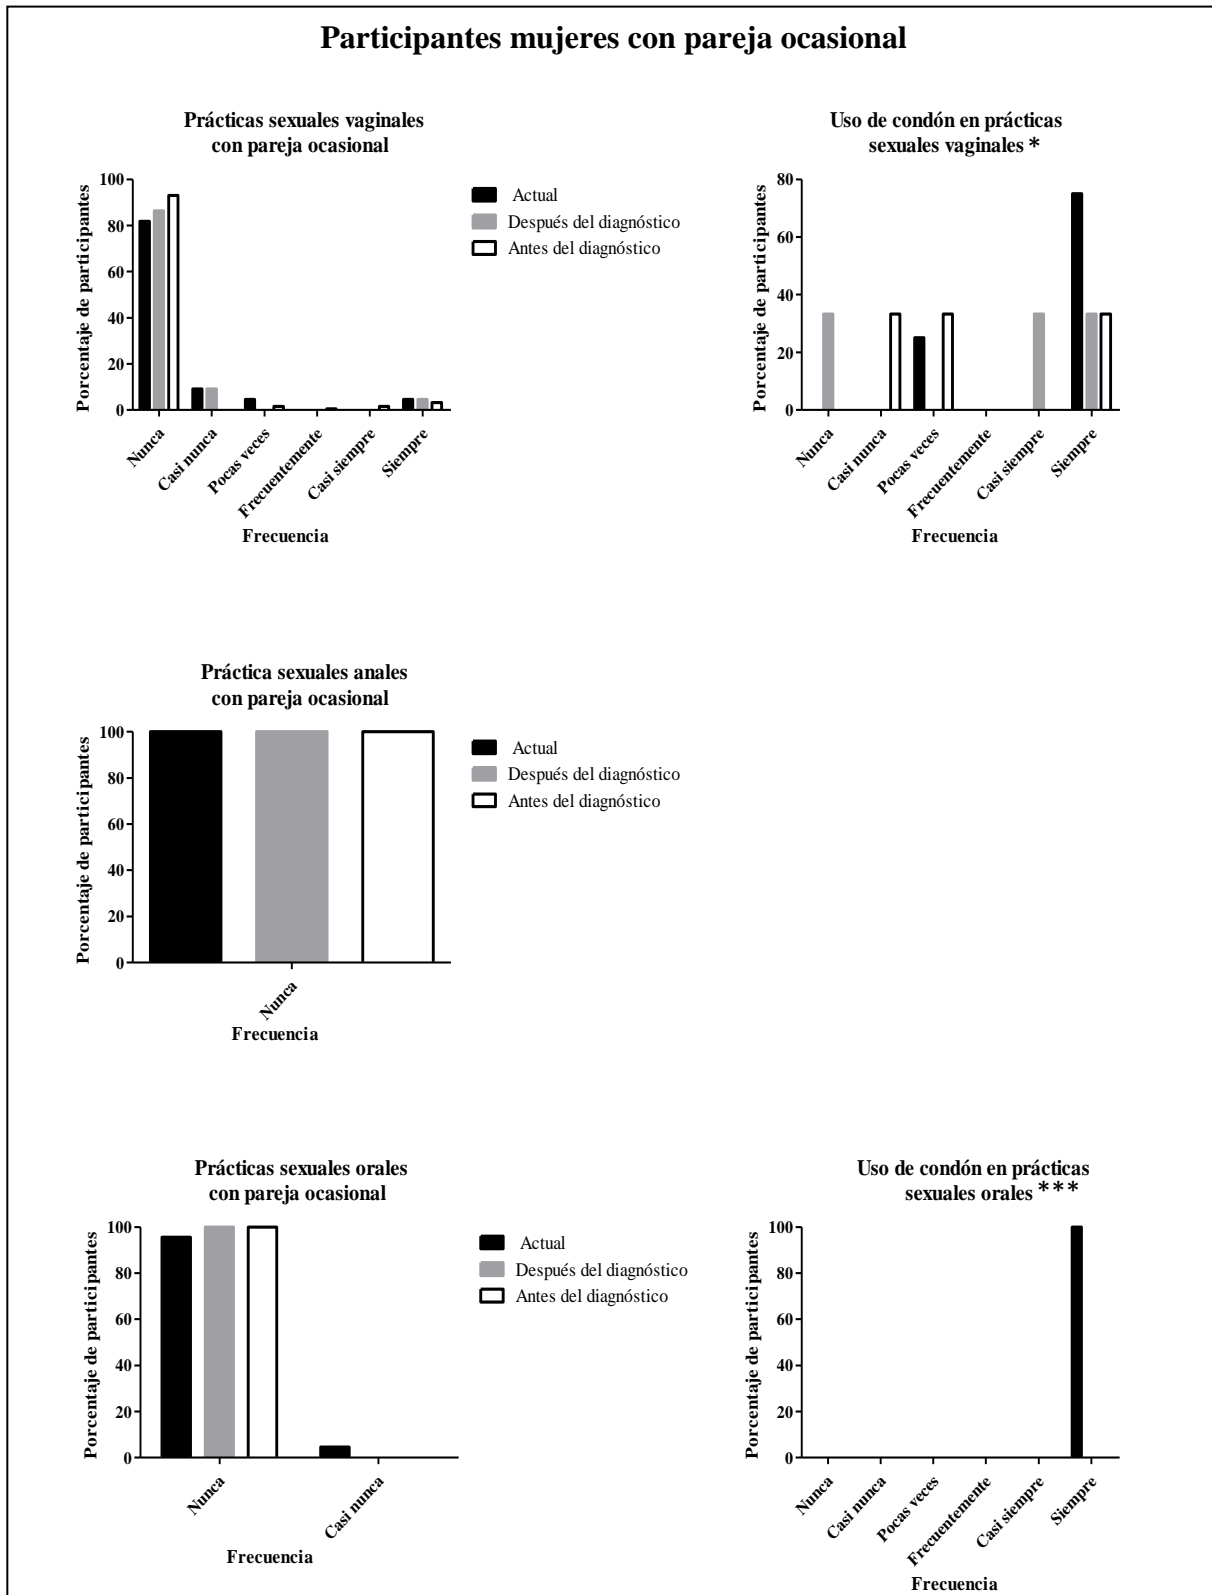 Participantes mujeres con pareja ocasional
Prácticas sexuales vaginales
con pareja ocasional
Porcentaje de participantes
100
80
60
40
20
0
Nunca
Casi nunca
Pocas veces
Frecuentemente
Casi siempre
Siempre
Frecuencia
Actual
Después del diagnóstico
Antes del diagnóstico
Uso de condón en prácticas
sexuales vaginales *
Porcentaje de participantes
80
60
40
20
0
Nunca
Casi nunca
Pocas veces
Frecuentemente
Casi siempre
Siempre
Frecuencia
Práctica sexuales anales
con pareja ocasional
Porcentaje de participantes
100
80
60
40
20
0
Nunca
Frecuencia
Actual
Después del diagnóstico
Antes del diagnóstico
Prácticas sexuales orales
con pareja ocasional
Porcentaje de participantes
100
80
60
40
20
0
Nunca
Casi nunca
Frecuencia
Actual
Después del diagnóstico
Antes del diagnóstico
Uso de condón en prácticas
sexuales orales ***
Porcentaje de participantes
100
80
60
40
20
0
Nunca
Casi nunca
Pocas veces
Frecuentemente
Casi siempre
Siempre
Frecuencia